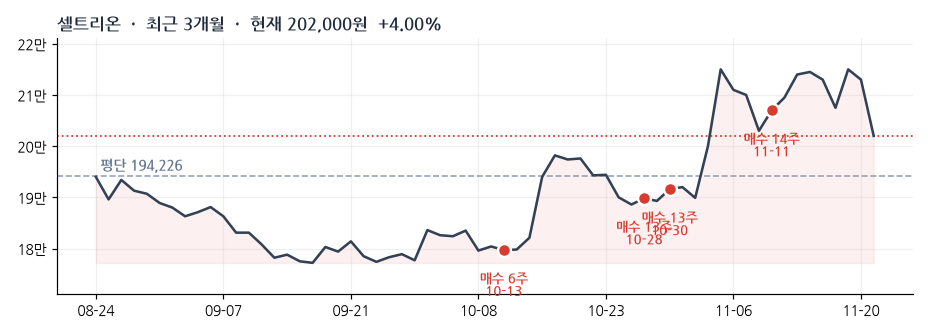 셀트리온 · 최근 3개월 · 현재 202,000원 +4.00%
22만
21만
20만
19만
18만
평단 194,226
매수 14주
11-11
매수 13주
10-30
매수
10-28
매수 6주
10-13
08-24
09-07
09-21
10-08
10-23
11-06
11-20